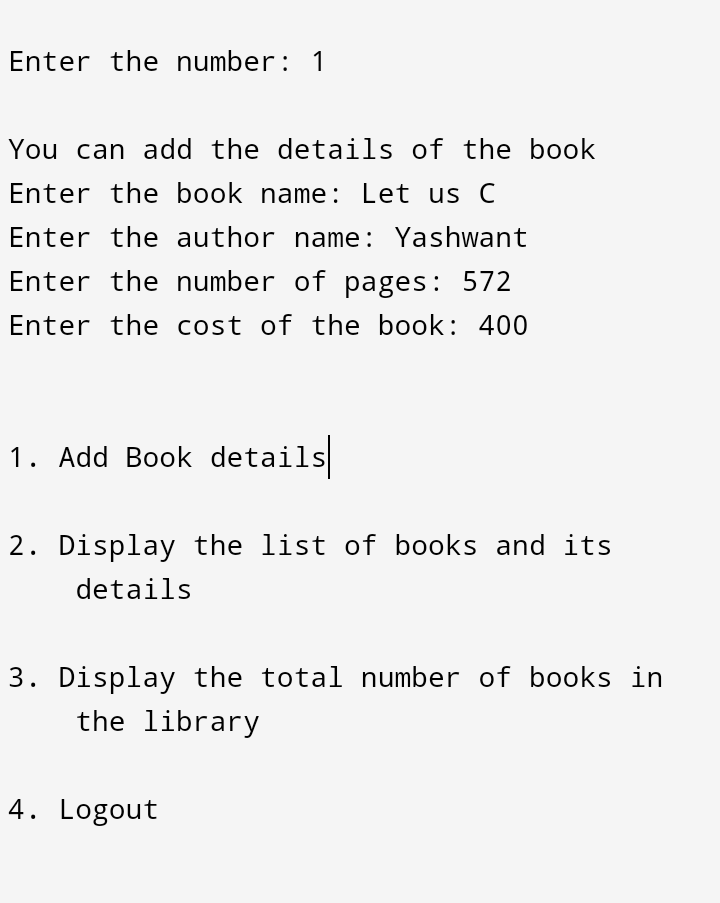 Enter the number: 1
You can add the details of the book
Enter the book name: Let us C
Enter the author name: Yashwant
Enter the number of pages: 572
Enter the cost of the book: 400
1. Add Book details
2. Display the list of books and its
details
3. Display the total number of books in
the library
4. Logout